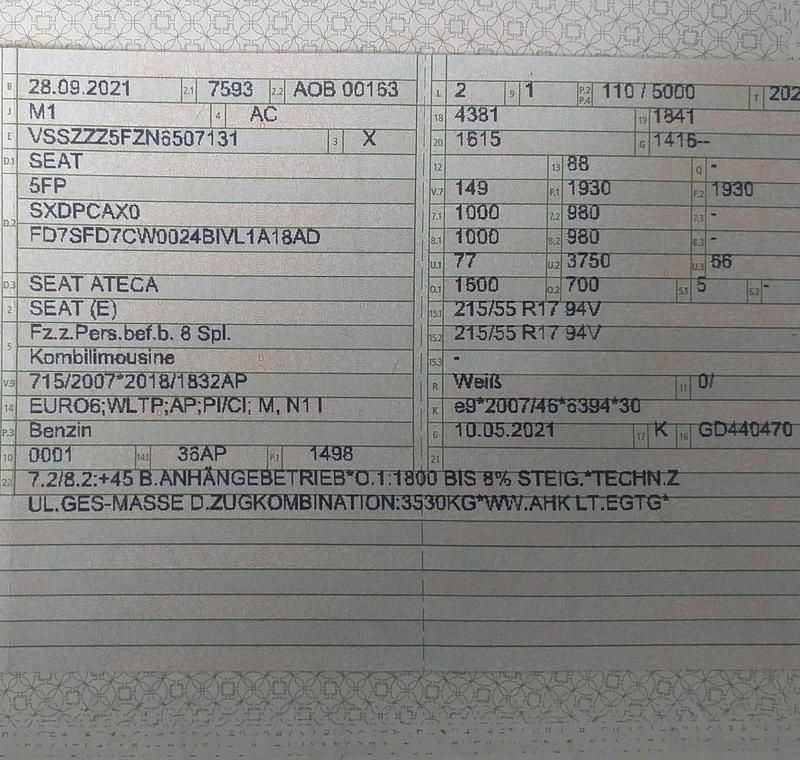 B 28.09.2021 2.1 7593 2.2 AOB 00163
J M1 4 AC
E VSSZZZ5FZN6507131 3 X
D.1 SEAT
5FP
D.2 SXDPCAX0
FD7SFD7CW0024BIVL1A18AD
D.3 SEAT ATECA
2 SEAT (E)
5 Fz.z.Pers.bef.b. 8 Spl.
Kombilimousine
V.9 715/2007*2018/1832AP
14 EURO6;WLTP;AP;PI/CI; M, N1 I
P.3 Benzin
10 0001 14.1 36AP P.1 1498
L 2 9 1 P.2 P.4 110 / 5000 T 202
18 4381 19 1841
20 1615 G 1416--
12 13 88 Q -
V.7 149 F.1 1930 F.2 1930
7.1 1000 7.2 980 7.3 -
8.1 1000 8.2 980 8.3 -
U.1 77 U.2 3750 U.3 66
O.1 1600 O.2 700 S.1 5 S.2 -
15.1 215/55 R17 94V
15.2 215/55 R17 94V
15.3 -
R Weiß 11 0/
K e9*2007/46*6394*30
6 10.05.2021 17 K 16 GD440470
21
22 7.2/8.2:+45 B.ANHÄNGEBETRIEB*O.1:1800 BIS 8% STEIG.*TECHN.Z
UL.GES-MASSE D.ZUGKOMBINATION:3530KG*WW.AHK LT.EGTG*